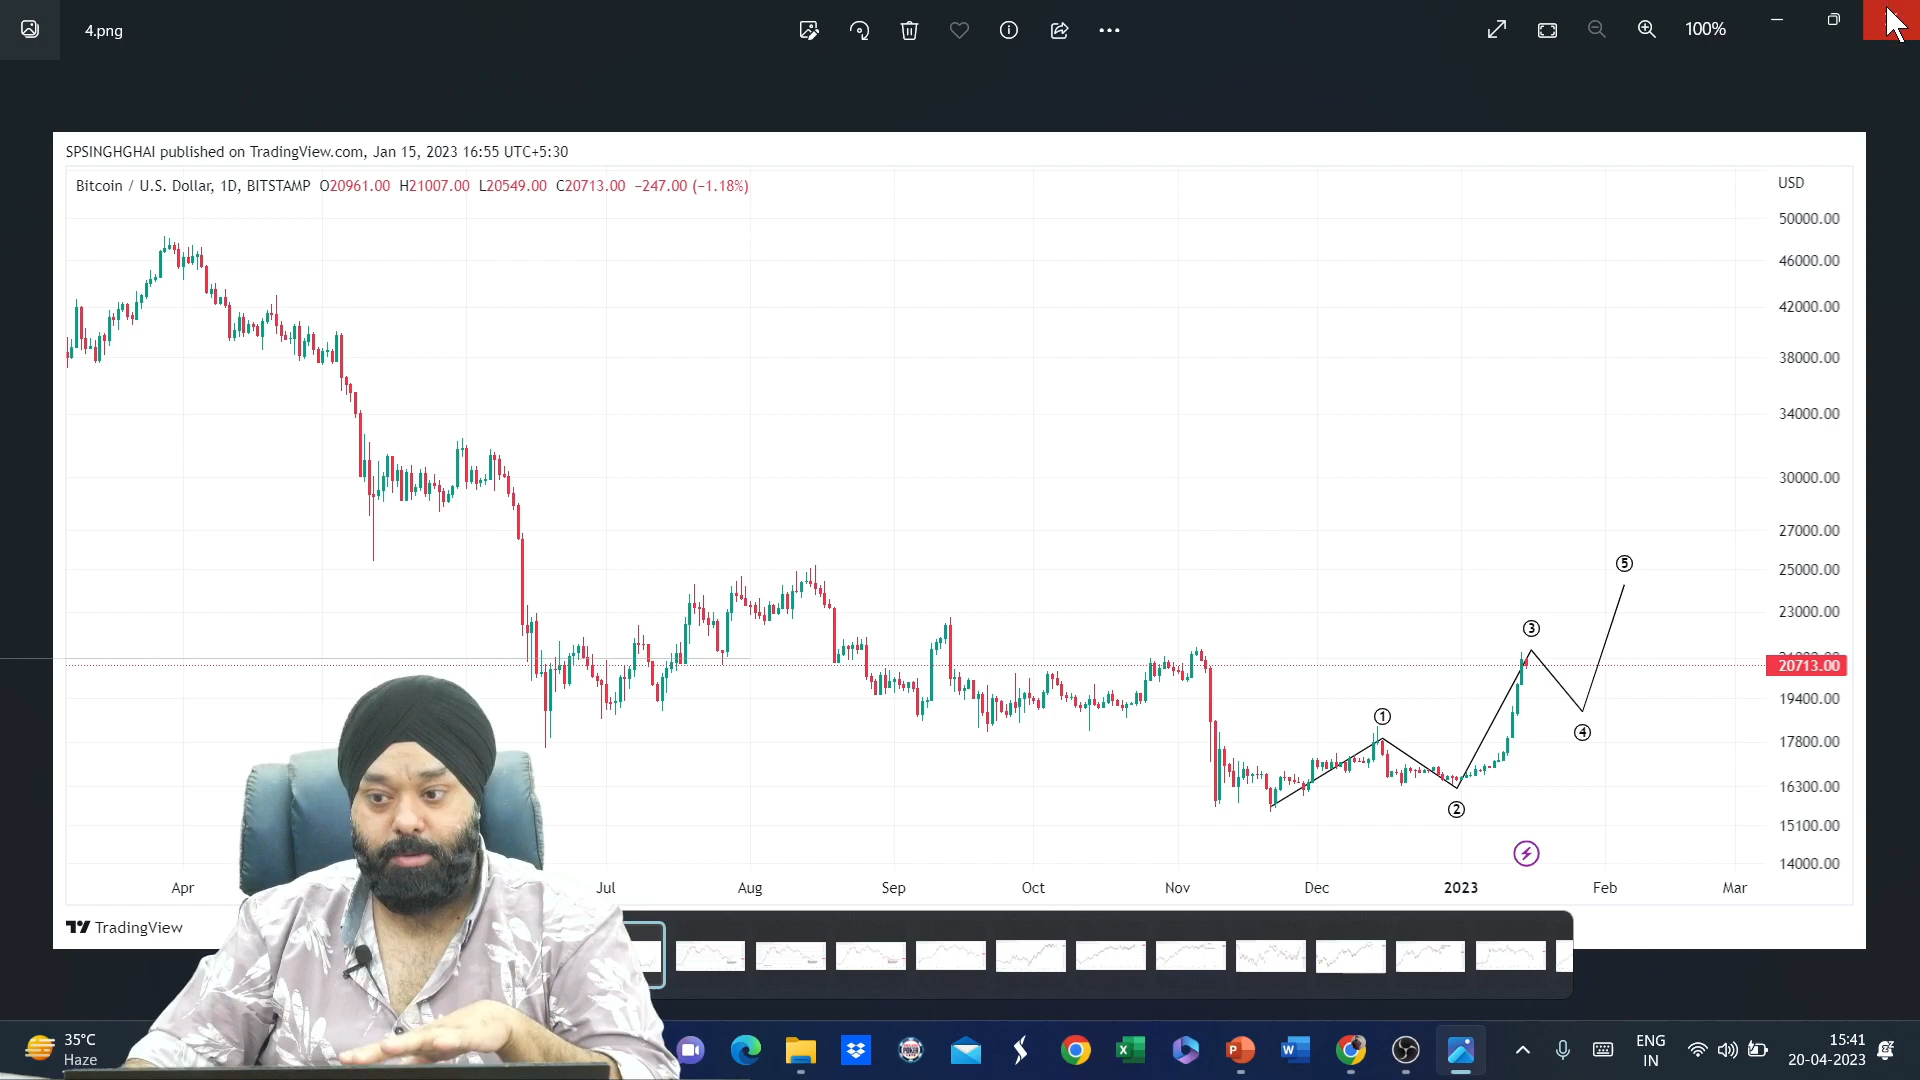 4.png
100%
SPSINGHGHAI published on TradingView.com, Jan 15, 2023 16:55 UTC+5:30
Bitcoin / U.S. Dollar, 1D, BITSTAMP O20961.00 H21007.00 L20549.00 C20713.00 −247.00 (−1.18%)
USD
50000.00
46000.00
42000.00
38000.00
34000.00
30000.00
27000.00
25000.00
23000.00
20713.00
19400.00
17800.00
16300.00
15100.00
14000.00
①
②
③
④
⑤
Apr
Jul
Aug
Sep
Oct
Nov
Dec
2023
Feb
Mar
TradingView
35°C
Haze
ENG
IN
15:41
20-04-2023